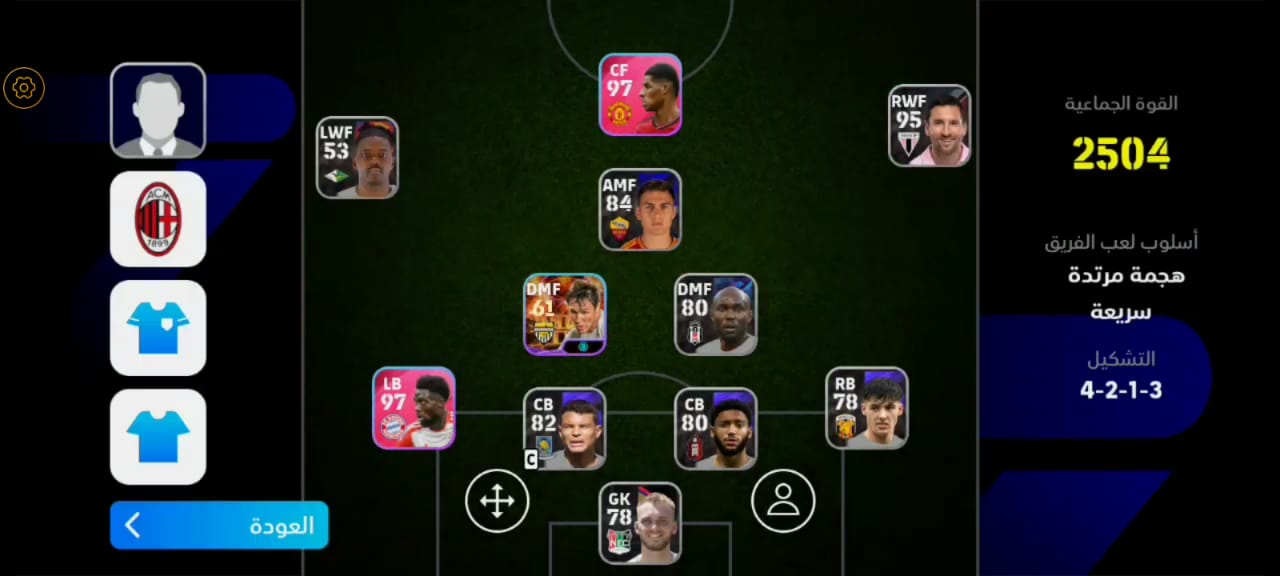 CF
97
LWF
53
RWF
95
AMF
84
DMF
61
DMF
80
LB
97
CB
82
C
CB
80
RB
78
GK
78
NEC
ACM
1899
العودة
القوة الجماعية
2504
أسلوب لعب الفريق
هجمة مرتدة
سريعة
التشكيل
4-2-1-3